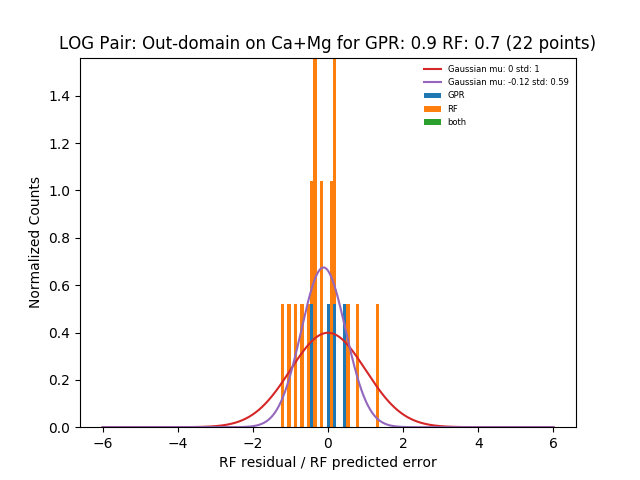 LOG Pair: Out-domain on Ca+Mg for GPR: 0.9 RF: 0.7 (22 points)
Gaussian mu: 0 std: 1
Gaussian mu: -0.12 std: 0.59
GPR
RF
both
Normalized Counts
1.4
1.2
1.0
0.8
0.6
0.4
0.2
0.0
−6
−4
−2
0
2
4
6
RF residual / RF predicted error